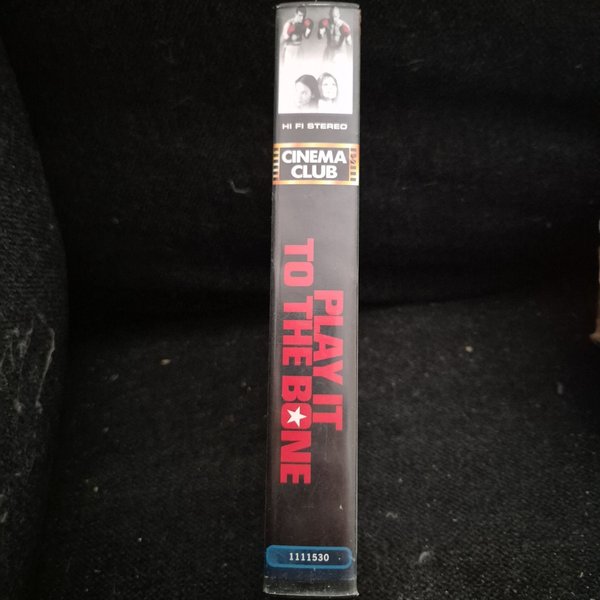 HI FI STEREO
CINEMA
CLUB
PLAY IT
TO THE BONE
1111530